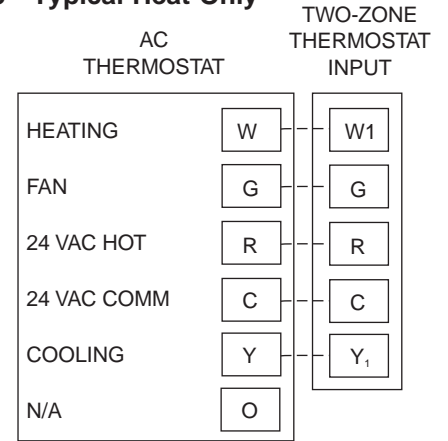 Typical Heat Only
AC
THERMOSTAT
TWO-ZONE
THERMOSTAT
INPUT
HEATING W W1
FAN G G
24 VAC HOT R R
24 VAC COMM C C
COOLING Y Y₁
N/A O